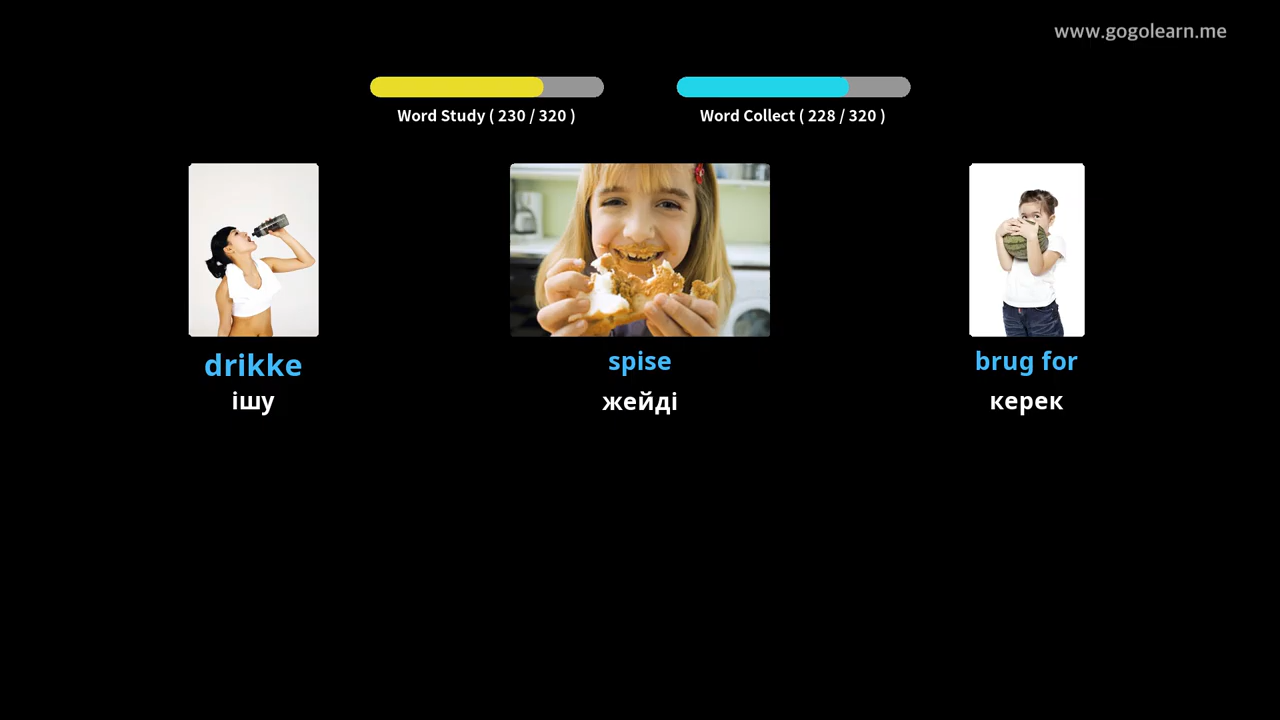 www.gogolearn.me
Word Study ( 230 / 320 )
Word Collect ( 228 / 320 )
drikke
ішу
spise
жейді
brug for
керек